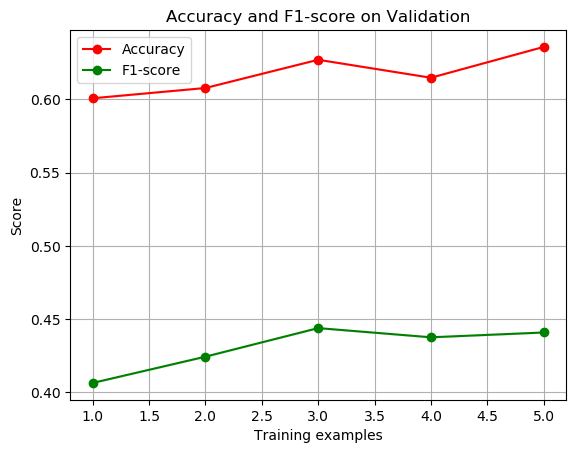 Accuracy and F1-score on Validation
Accuracy
F1-score
0.60
0.55
0.50
0.45
0.40
Score
1.0 1.5 2.0 2.5 3.0 3.5 4.0 4.5 5.0
Training examples